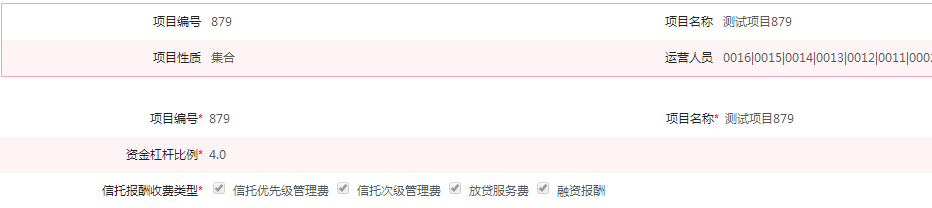 项目编号 879 项目名称 测试项目879
项目性质 集合 运营人员 0016|0015|0014|0013|0012|0011|0002
项目编号* 879 项目名称* 测试项目879
资金杠杆比例* 4.0
信托报酬收费类型* 信托优先级管理费 信托次级管理费 放贷服务费 融资报酬